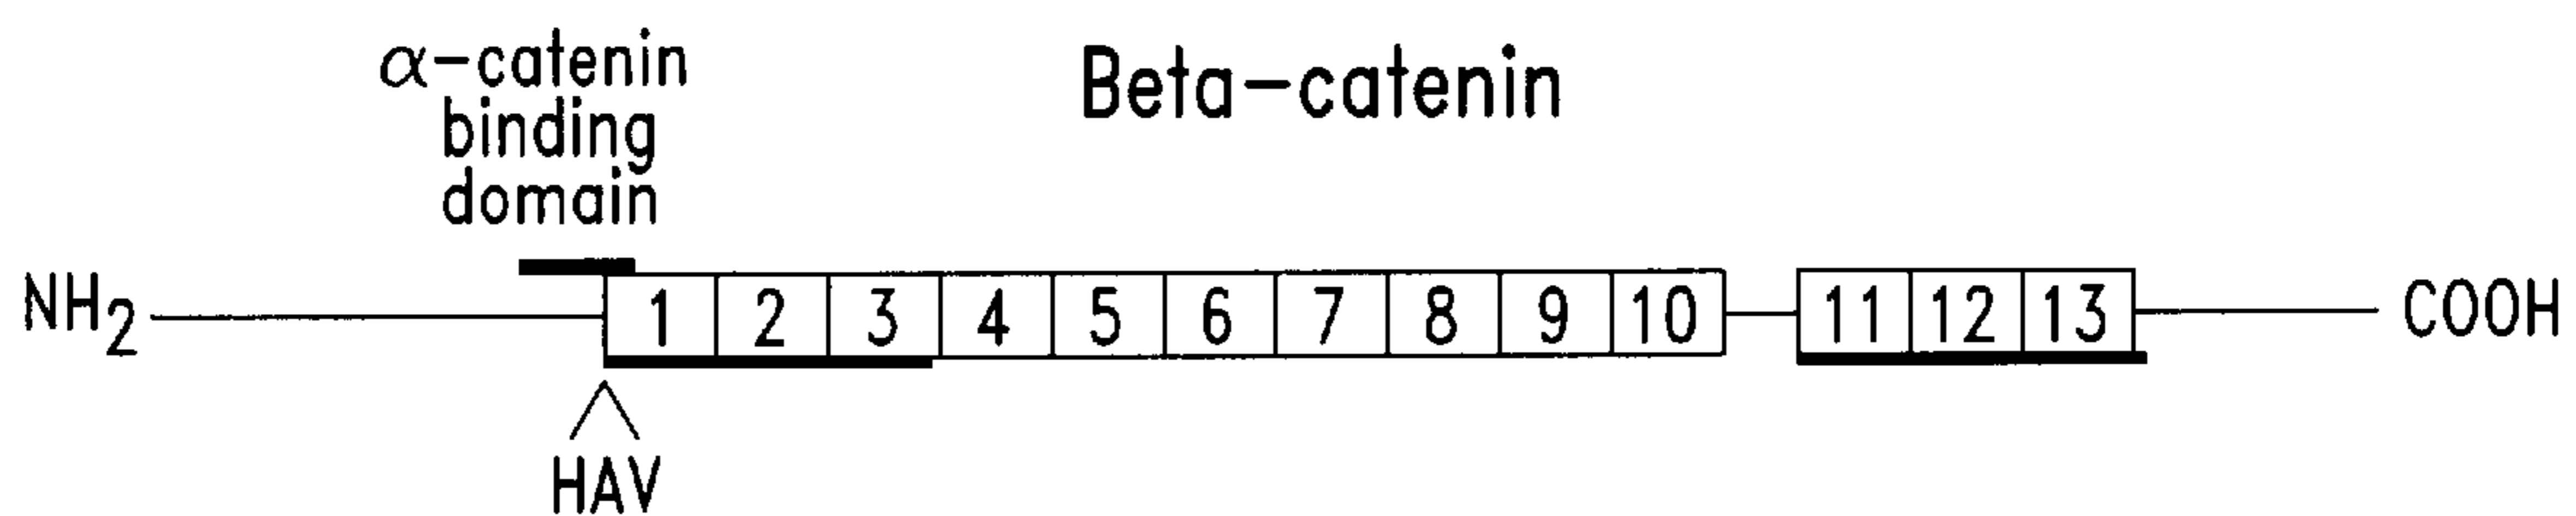 α-catenin
binding
domain
Beta-catenin
NH2 1 2 3 4 5 6 7 8 9 10 11 12 13 COOH
HAV